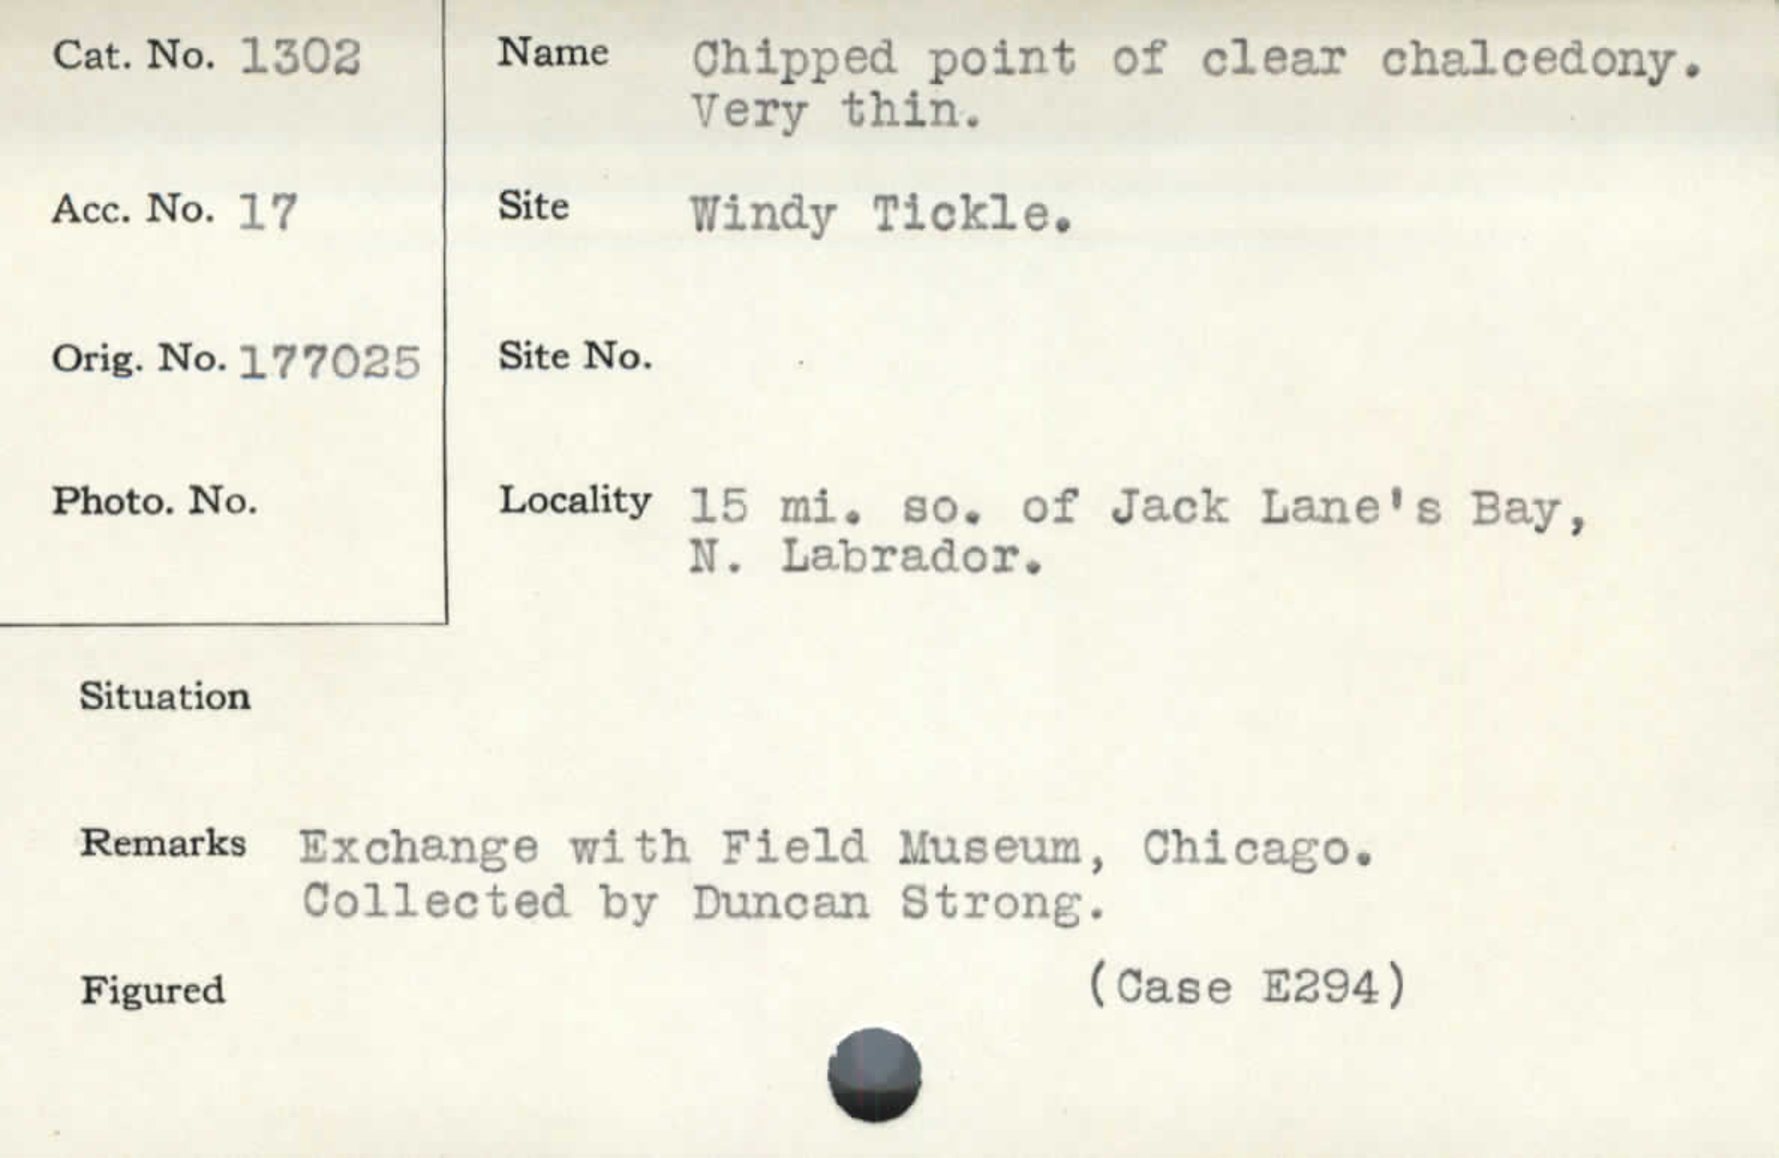 Cat. No. 1302
Name Chipped point of clear chalcedony.
Very thin.
Acc. No. 17
Site Windy Tickle.
Orig. No. 177025
Site No.
Photo. No.
Locality 15 mi. so. of Jack Lane's Bay,
N. Labrador.
Situation
Remarks Exchange with Field Museum, Chicago.
Collected by Duncan Strong.
Figured
(Case E294)